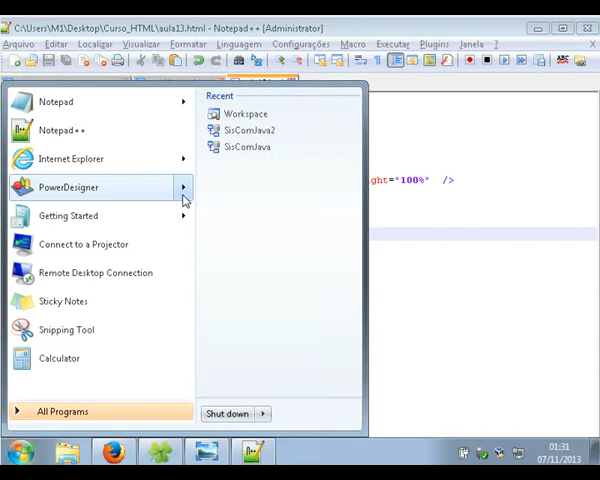 C:\Users\M1\Desktop\Curso_HTML\aula13.html - Notepad++ [Administrator]
Arquivo Editar Localizar Visualizar Formatar Linguagem Configurações Macro Executar Plugins Janela ? X
Notepad
Notepad++
Internet Explorer
PowerDesigner
Getting Started
Connect to a Projector
Remote Desktop Connection
Sticky Notes
Snipping Tool
Calculator
All Programs
Recent
Workspace
SisComJava2
SisComJava
Shut down
ight="100%" />
01:31
07/11/2013